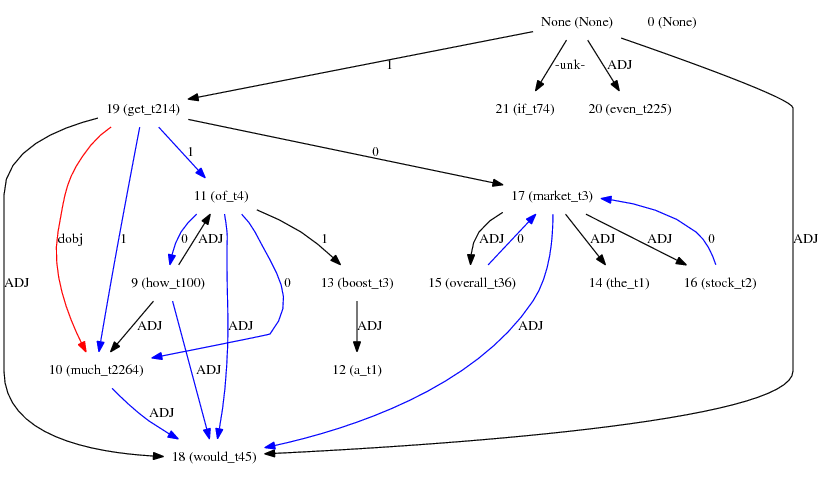 None (None) 0 (None)
1 -unk- ADJ
19 (get_t214) 21 (if_t74) 20 (even_t225)
1 0
11 (of_t4) 17 (market_t3)
dobj 1 0 ADJ 1 ADJ 0 ADJ ADJ 0 ADJ
ADJ 9 (how_t100) 0 13 (boost_t3) 15 (overall_t36) 14 (the_t1) 16 (stock_t2)
ADJ ADJ ADJ ADJ
10 (much_t2264) ADJ 12 (a_t1)
ADJ
18 (would_t45)